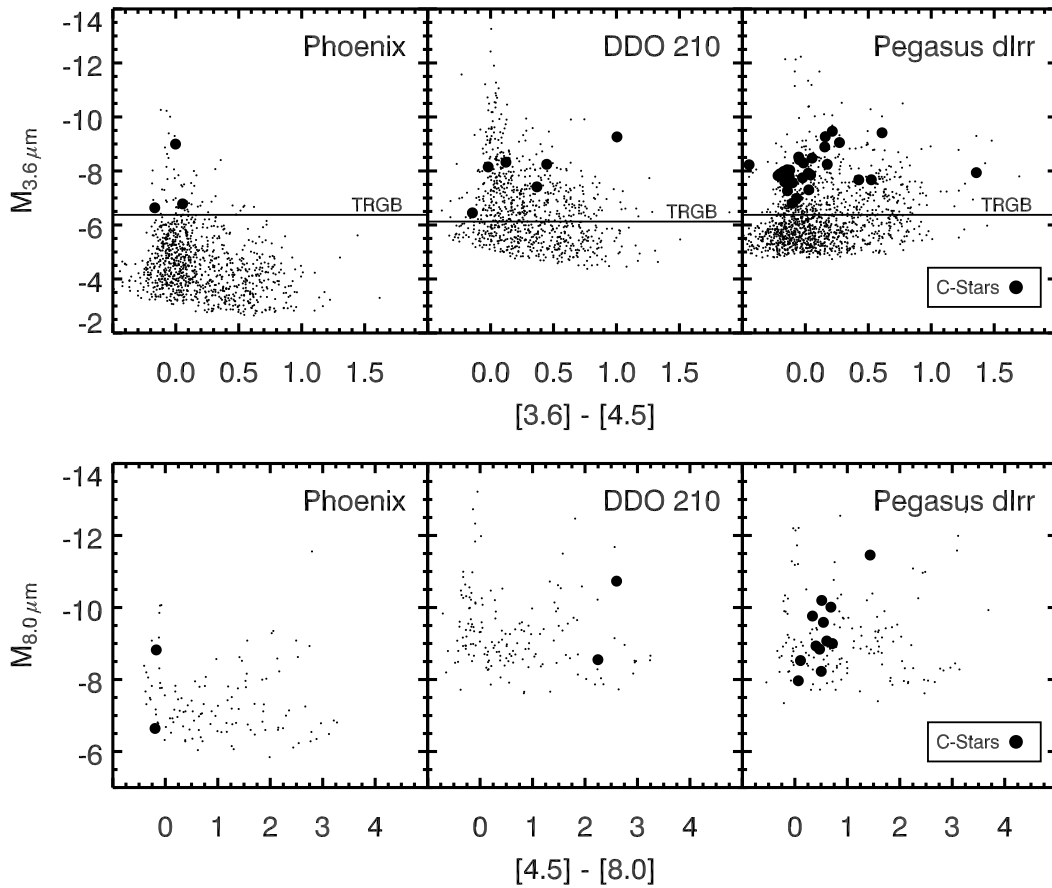 Phoenix
DDO 210
Pegasus dIrr
-14
-12
-10
-8
-6
-4
-2
M3.6 μm
TRGB
TRGB
TRGB
C-Stars
0.0 0.5 1.0 1.5
0.0 0.5 1.0 1.5
0.0 0.5 1.0 1.5
[3.6] - [4.5]
Phoenix
DDO 210
Pegasus dIrr
-14
-12
-10
-8
-6
M8.0 μm
C-Stars
0 1 2 3 4
0 1 2 3 4
0 1 2 3 4
[4.5] - [8.0]